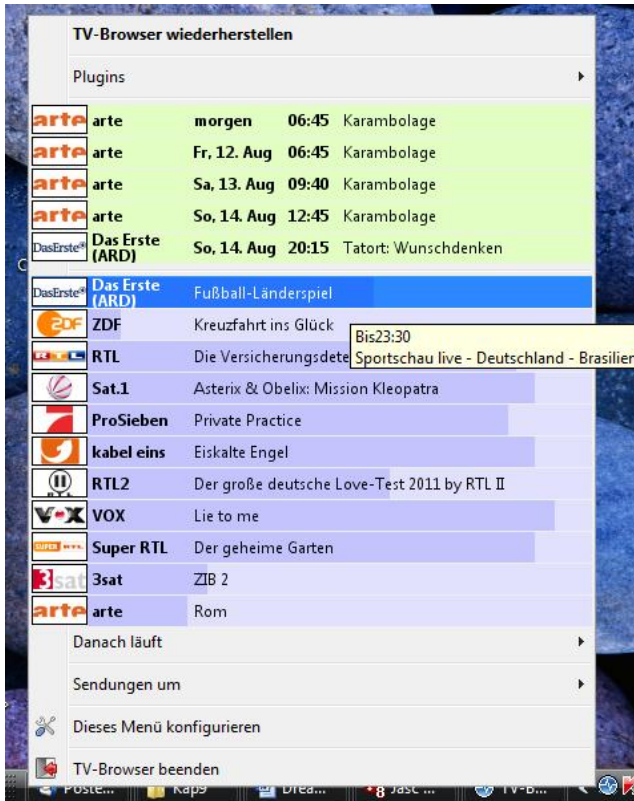 TV-Browser wiederherstellen
Plugins
arte arte morgen 06:45 Karambolage
arte arte Fr, 12. Aug 06:45 Karambolage
arte arte Sa, 13. Aug 09:40 Karambolage
arte arte So, 14. Aug 12:45 Karambolage
DasErste Das Erste (ARD) So, 14. Aug 20:15 Tatort: Wunschdenken
DasErste Das Erste (ARD) Fußball-Länderspiel
ZDF ZDF Kreuzfahrt ins Glück
Bis23:30
RTL RTL Die Versicherungsdete
Sportschau live - Deutschland - Brasilien
Sat.1 Asterix & Obelix: Mission Kleopatra
ProSieben Private Practice
kabel eins Eiskalte Engel
RTL2 Der große deutsche Love-Test 2011 by RTL II
VOX VOX Lie to me
SUPER RTL Super RTL Der geheime Garten
3sat 3sat ZIB 2
arte arte Rom
Danach läuft
Sendungen um
Dieses Menü konfigurieren
TV-Browser beenden
Poste... Kap9 Drea... Jasc ... TV-B...